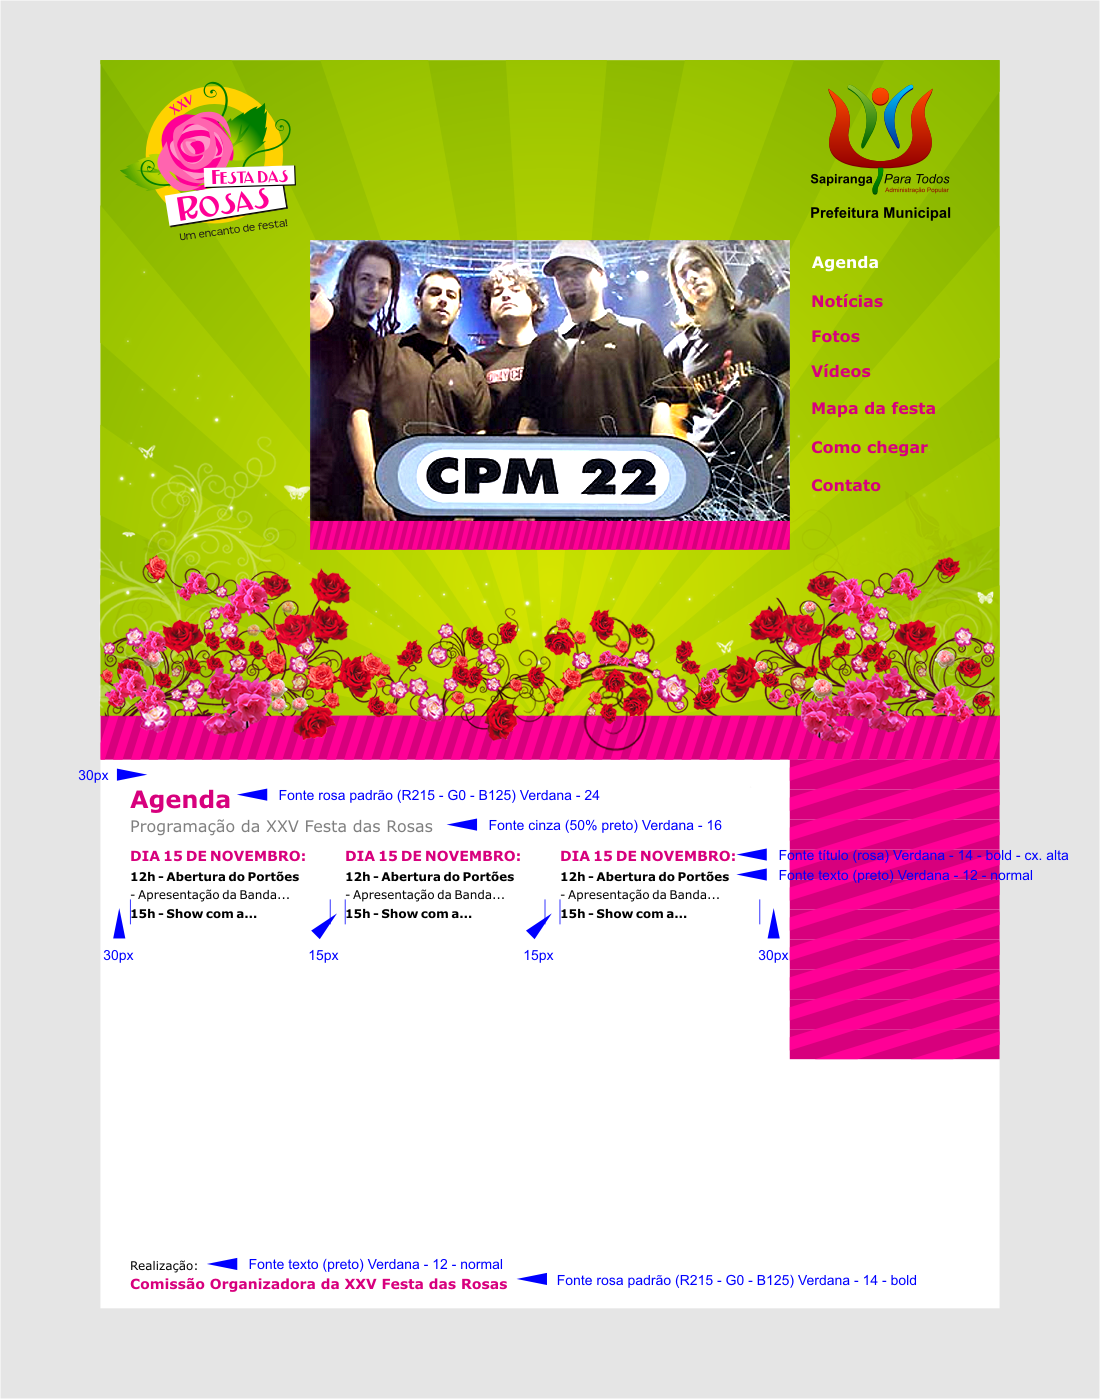 XXV
FESTA DAS
ROSAS
Um encanto de festa!
Sapiranga Para Todos
Administração Popular
Prefeitura Municipal
Agenda
Notícias
Fotos
Vídeos
Mapa da festa
Como chegar
Contato
KILL BILL
CPM 22
30px
Agenda
Fonte rosa padrão (R215 - G0 - B125) Verdana - 24
Programação da XXV Festa das Rosas
Fonte cinza (50% preto) Verdana - 16
DIA 15 DE NOVEMBRO: DIA 15 DE NOVEMBRO: DIA 15 DE NOVEMBRO:
Fonte título (rosa) Verdana - 14 - bold - cx. alta
12h - Abertura do Portões 12h - Abertura do Portões 12h - Abertura do Portões
Fonte texto (preto) Verdana - 12 - normal
- Apresentação da Banda... - Apresentação da Banda... - Apresentação da Banda...
15h - Show com a... 15h - Show com a... 15h - Show com a...
30px 15px 15px 30px
Realização:
Fonte texto (preto) Verdana - 12 - normal
Comissão Organizadora da XXV Festa das Rosas
Fonte rosa padrão (R215 - G0 - B125) Verdana - 14 - bold